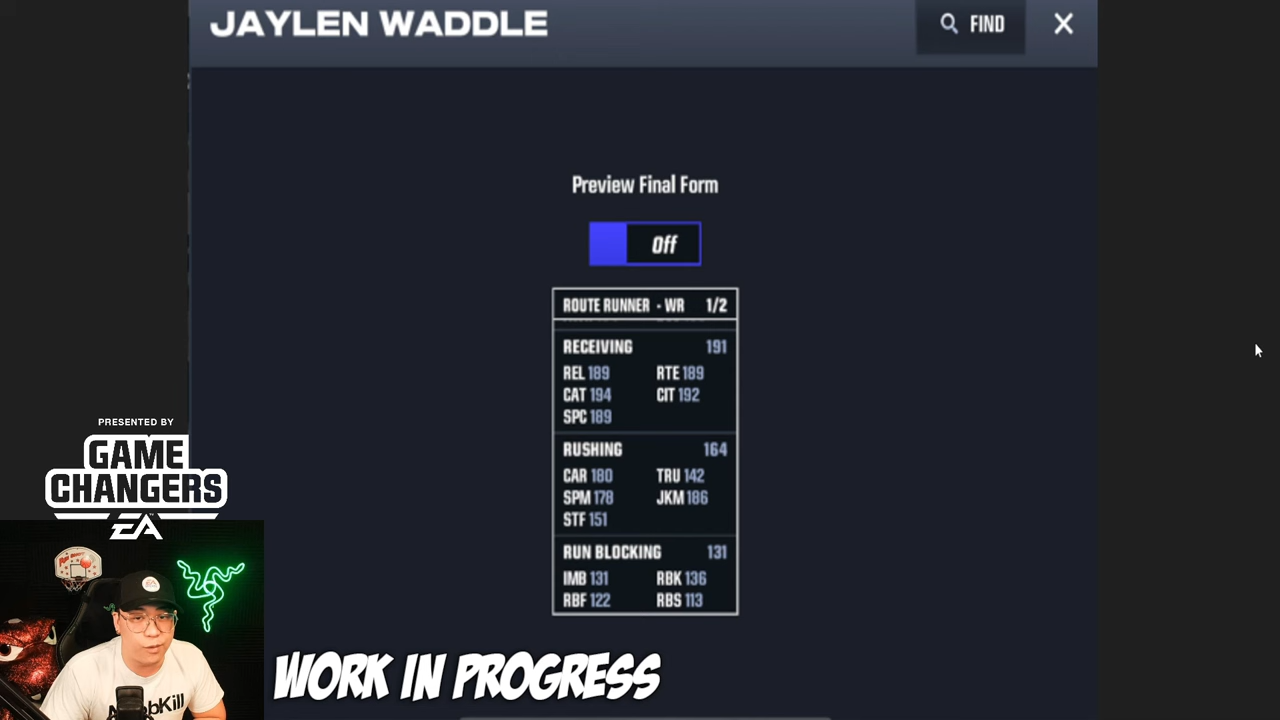 JAYLEN WADDLE
FIND
Preview Final Form
Off
ROUTE RUNNER - WR 1/2
RECEIVING 191
REL 189 RTE 189
CAT 194 CIT 192
SPC 189
RUSHING 164
CAR 180 TRU 142
SPM 178 JKM 186
STF 151
RUN BLOCKING 131
IMB 131 RBK 136
RBF 122 RBS 113
PRESENTED BY
GAME
CHANGERS
EA
WORK IN PROGRESS